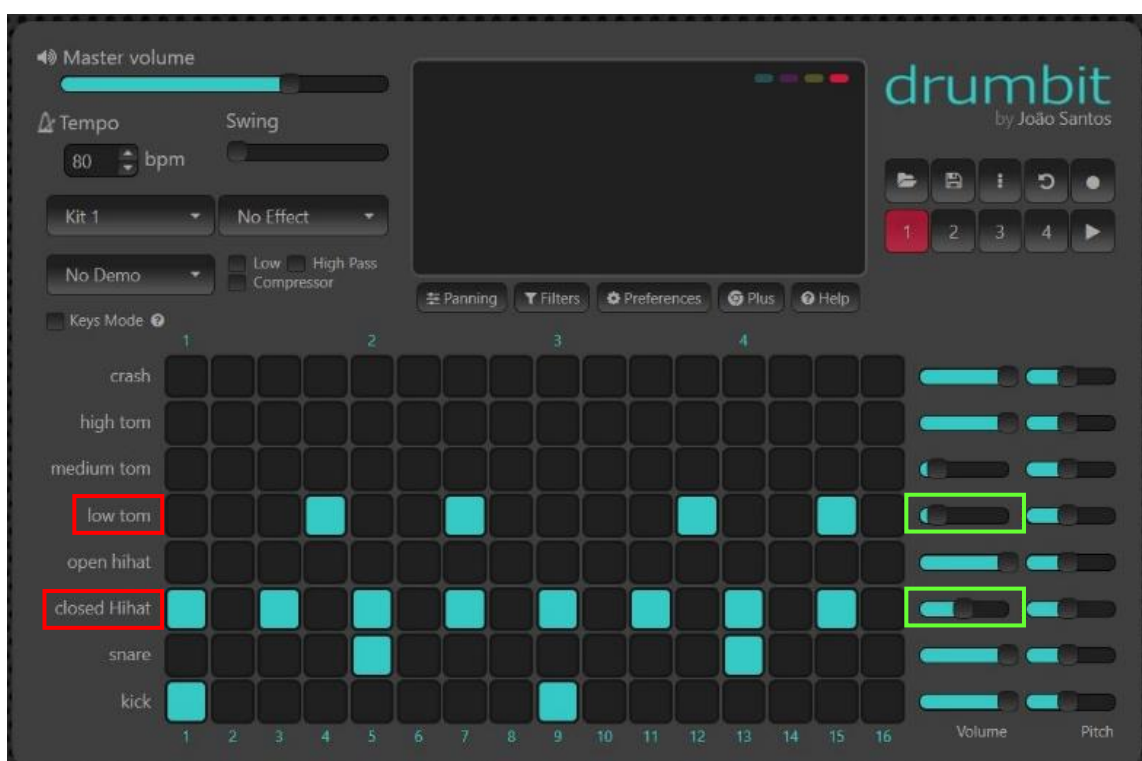 Master volume
drumbit
by João Santos
Tempo
Swing
80 bpm
Kit 1
No Effect
1 2 3 4
No Demo
Low High Pass
Compressor
Panning Filters Preferences Plus Help
Keys Mode
1 2 3 4
crash
high tom
medium tom
low tom
open hihat
closed Hihat
snare
kick
1 2 3 4 5 6 7 8 9 10 11 12 13 14 15 16
Volume Pitch